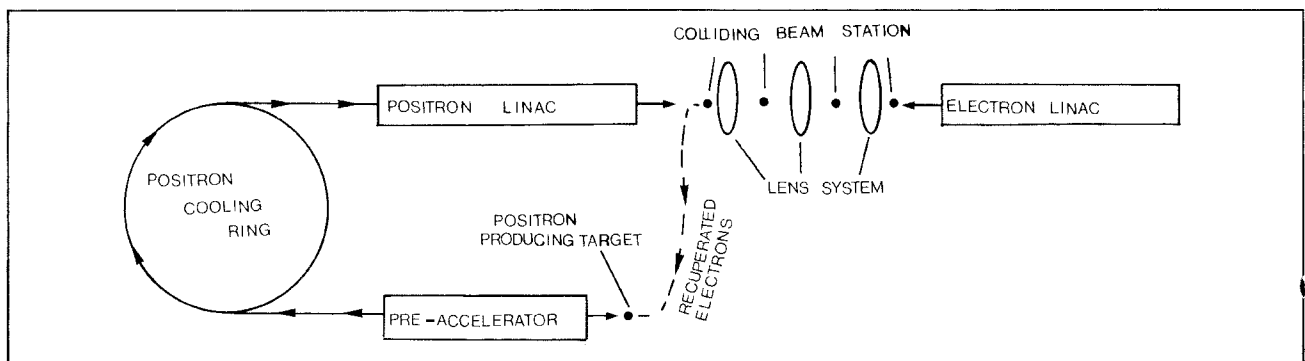 COLLIDING BEAM STATION
POSITRON LINAC
ELECTRON LINAC
LENS SYSTEM
POSITRON
COOLING
RING
POSITRON
PRODUCING TARGET
RECUPERATED
ELECTRONS
PRE-ACCELERATOR